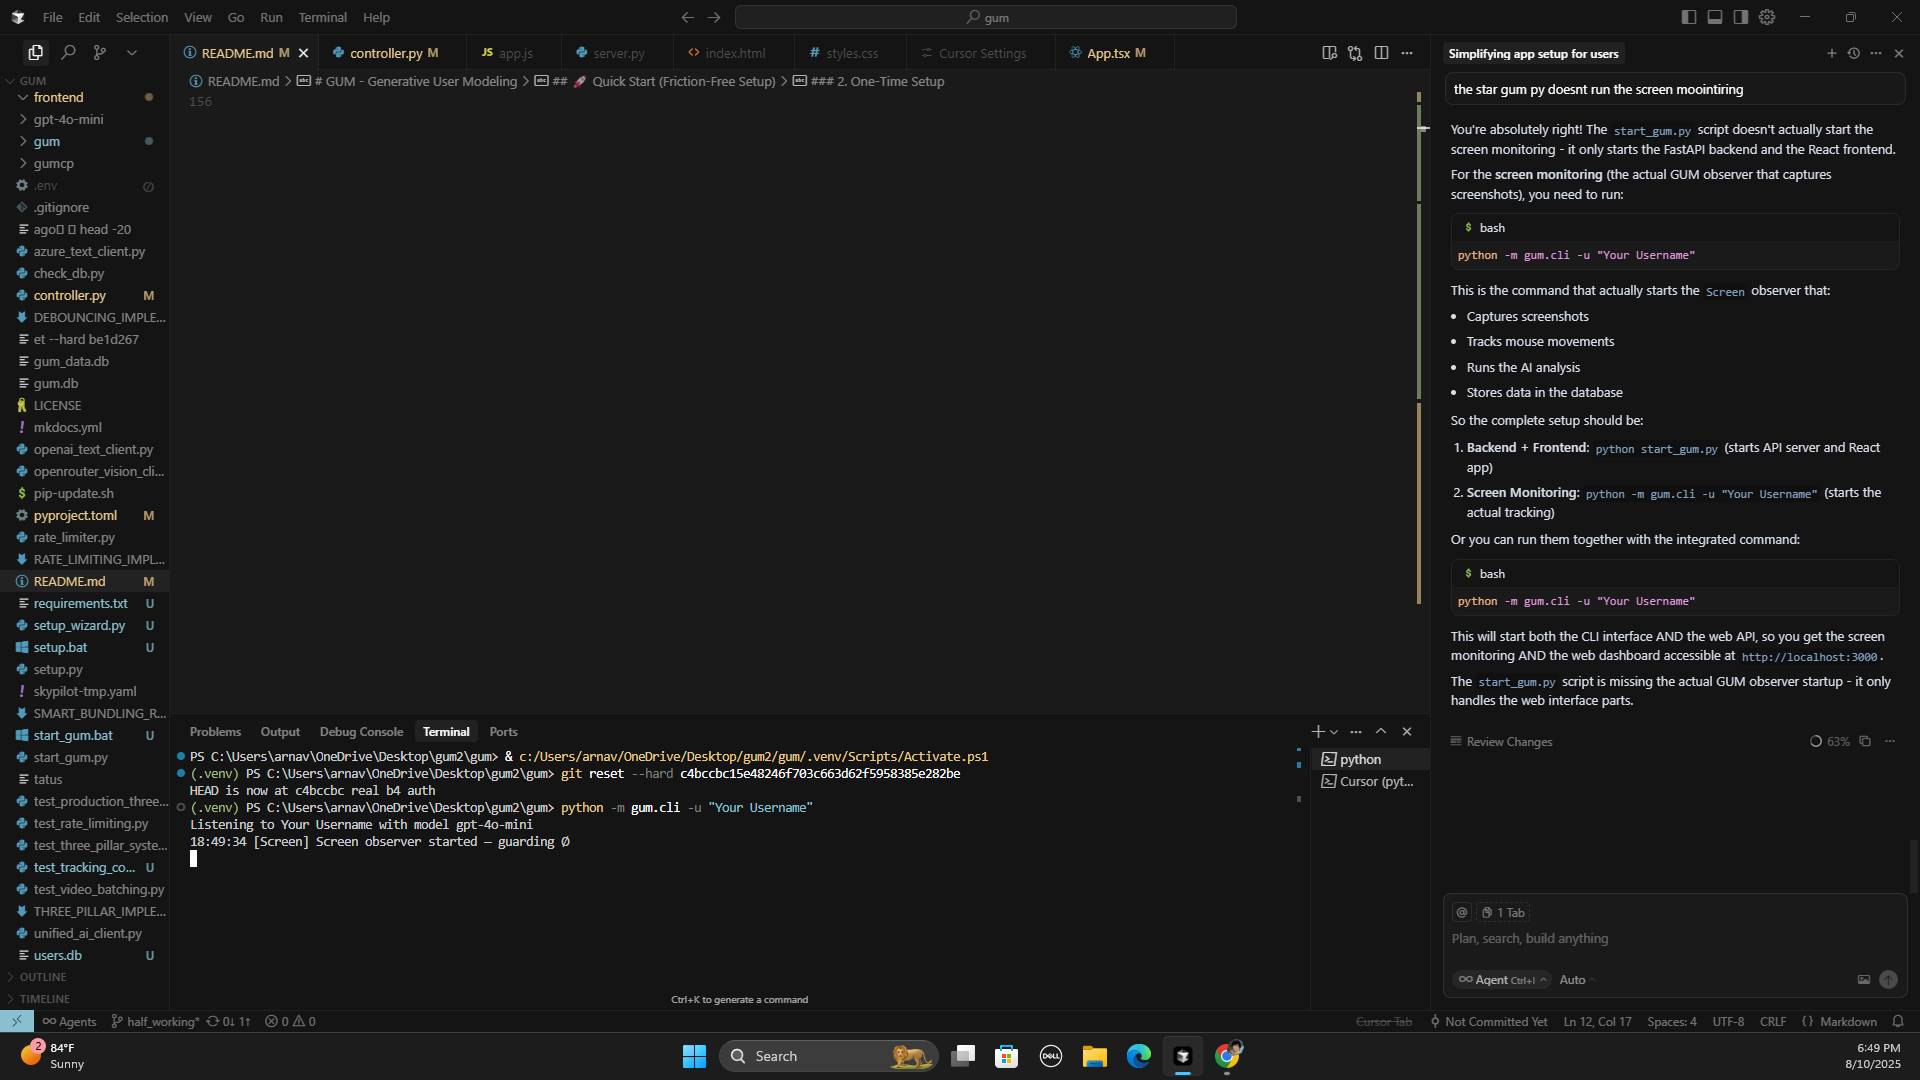 File Edit Selection View Go Run Terminal Help
gum
README.md M
controller.py M
JS app.js
server.py
index.html
styles.css
Cursor Settings
App.tsx M
README.md > # GUM - Generative User Modeling > ## 🚀 Quick Start (Friction-Free Setup) > ### 2. One-Time Setup
156
GUM
frontend
gpt-4o-mini
gum
gumcp
.env
.gitignore
ago▯ ▯ head -20
azure_text_client.py
check_db.py
controller.py M
DEBOUNCING_IMPLE...
et --hard be1d267
gum_data.db
gum.db
LICENSE
mkdocs.yml
openai_text_client.py
openrouter_vision_cli...
pip-update.sh
pyproject.toml M
rate_limiter.py
RATE_LIMITING_IMPL...
README.md M
requirements.txt U
setup_wizard.py U
setup.bat U
setup.py
skypilot-tmp.yaml
SMART_BUNDLING_R...
start_gum.bat U
start_gum.py
tatus
test_production_three...
test_rate_limiting.py
test_three_pillar_syste...
test_tracking_co... U
test_video_batching.py
THREE_PILLAR_IMPLE...
unified_ai_client.py
users.db U
OUTLINE
TIMELINE
Problems Output Debug Console Terminal Ports
PS C:\Users\arnav\OneDrive\Desktop\gum2\gum> & c:/Users/arnav/OneDrive/Desktop/gum2/gum/.venv/Scripts/Activate.ps1
(.venv) PS C:\Users\arnav\OneDrive\Desktop\gum2\gum> git reset --hard c4bccbc15e48246f703c663d62f5958385e282be
HEAD is now at c4bccbc real b4 auth
(.venv) PS C:\Users\arnav\OneDrive\Desktop\gum2\gum> python -m gum.cli -u "Your Username"
Listening to Your Username with model gpt-4o-mini
18:49:34 [Screen] Screen observer started — guarding Ø
python
Cursor (pyt...
Ctrl+K to generate a command
Simplifying app setup for users
the star gum py doesnt run the screen moointiring
You're absolutely right! The start_gum.py script doesn't actually start the
screen monitoring - it only starts the FastAPI backend and the React frontend.
For the screen monitoring (the actual GUM observer that captures
screenshots), you need to run:
$ bash
python -m gum.cli -u "Your Username"
This is the command that actually starts the Screen observer that:
• Captures screenshots
• Tracks mouse movements
• Runs the AI analysis
• Stores data in the database
So the complete setup should be:
1. Backend + Frontend: python start_gum.py (starts API server and React
app)
2. Screen Monitoring: python -m gum.cli -u "Your Username" (starts the
actual tracking)
Or you can run them together with the integrated command:
$ bash
python -m gum.cli -u "Your Username"
This will start both the CLI interface AND the web API, so you get the screen
monitoring AND the web dashboard accessible at http://localhost:3000.
The start_gum.py script is missing the actual GUM observer startup - it only
handles the web interface parts.
Review Changes 63%
@ 1 Tab
Plan, search, build anything
Agent Ctrl+I Auto
Agents half_working* 0↓ 1↑ 0 0
Cursor Tab Not Committed Yet Ln 12, Col 17 Spaces: 4 UTF-8 CRLF {} Markdown
2
84°F
Sunny
Search
DELL
6:49 PM
8/10/2025